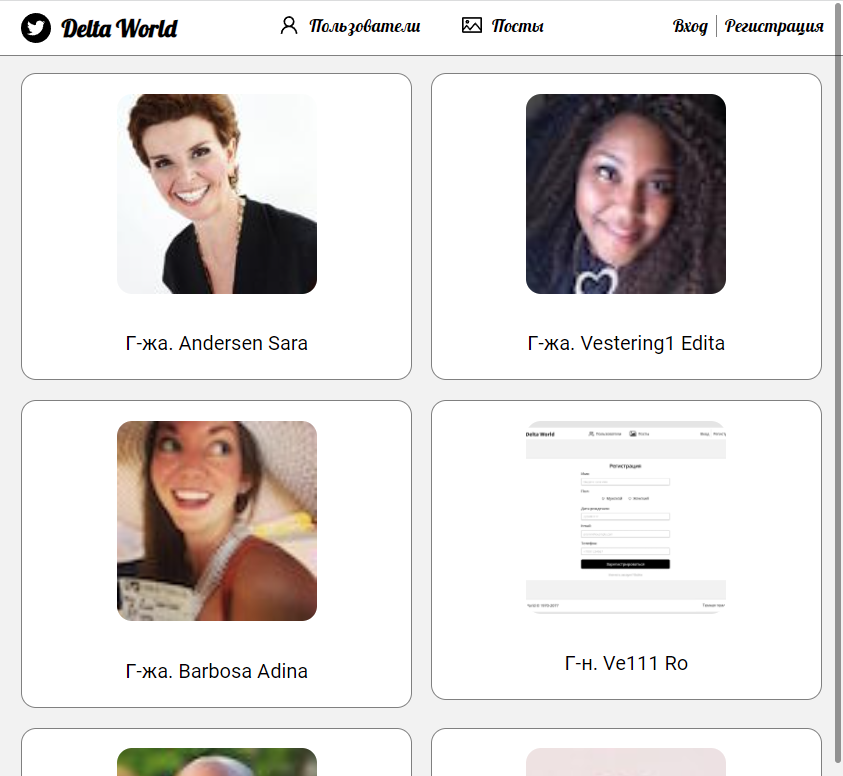 Delta World
Пользователи
Посты
Вход
Регистрация
Г-жа. Andersen Sara
Г-жа. Vestering1 Edita
Г-жа. Barbosa Adina
Delta World
Пользователи
Посты
Регистрация
Зарегистрироваться
Г-н. Ve111 Ro